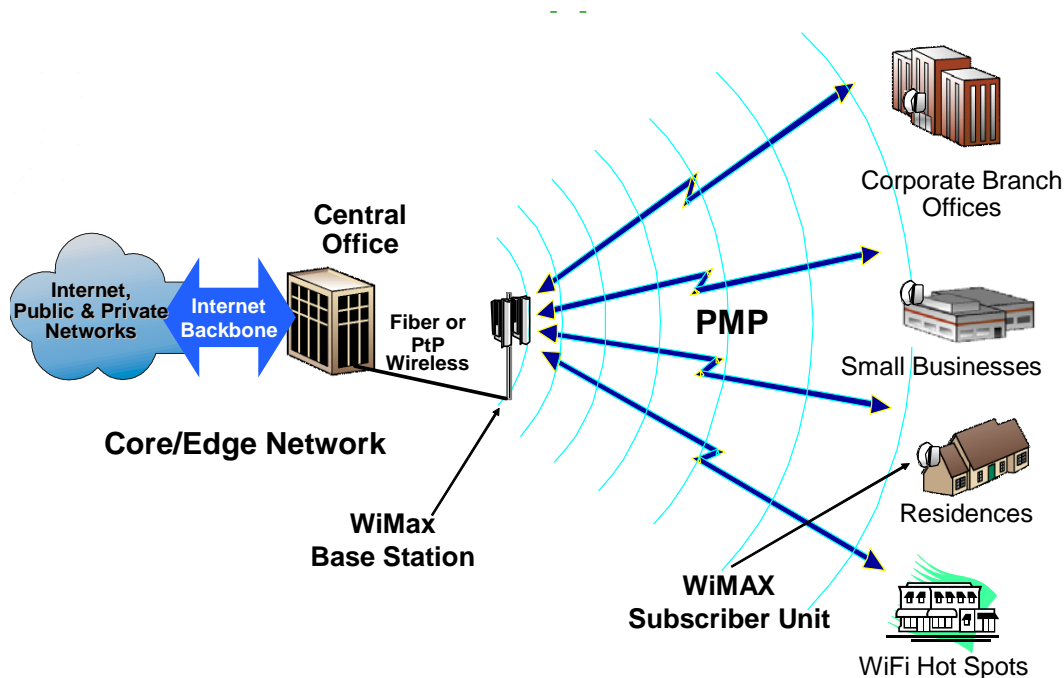 Corporate Branch
Offices
Central
Office
Internet,
Public & Private
Networks
Internet
Backbone
Fiber or
PtP
Wireless
PMP
Small Businesses
Core/Edge Network
WiMax
Base Station
Residences
WiMAX
Subscriber Unit
WiFi Hot Spots